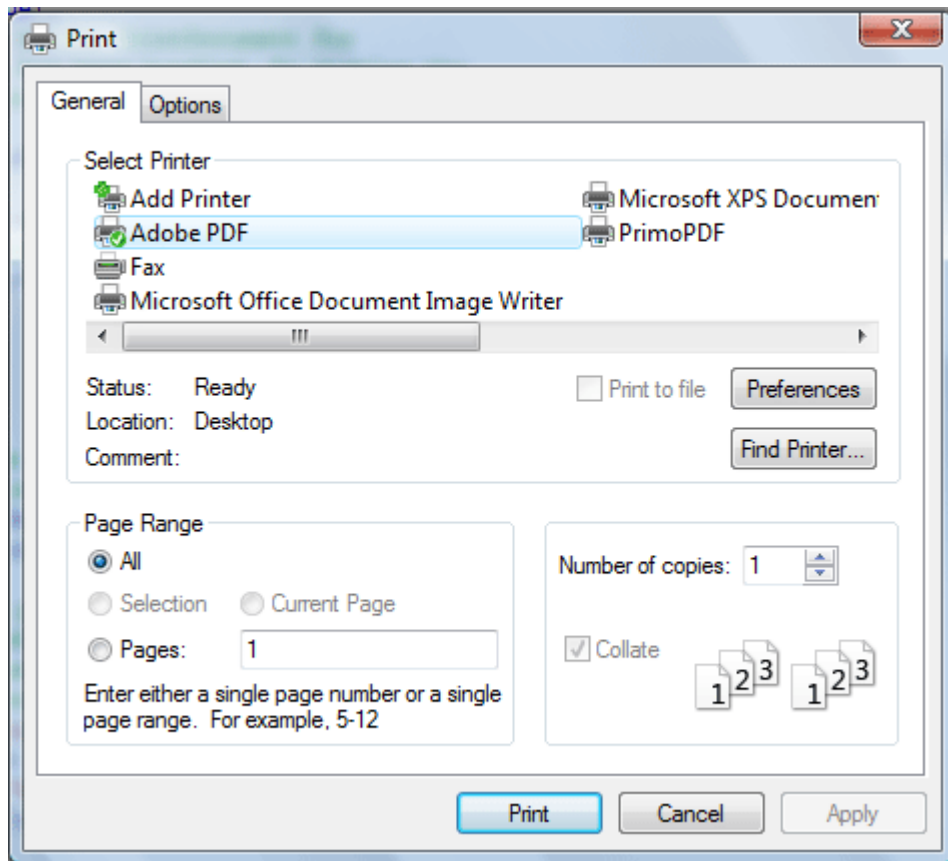 Print
General
Options
Select Printer
Add Printer
Microsoft XPS Documen
Adobe PDF
PrimoPDF
Fax
Microsoft Office Document Image Writer
Status: Ready
Print to file
Preferences
Location: Desktop
Comment:
Find Printer...
Page Range
All
Number of copies: 1
Selection
Current Page
Collate
1 2 3 1 2 3
Pages: 1
Enter either a single page number or a single
page range. For example, 5-12
Print
Cancel
Apply